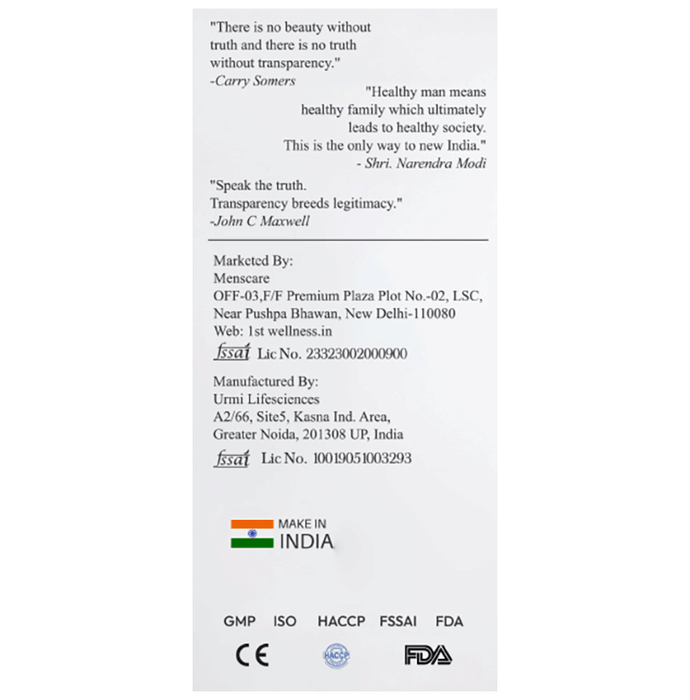 "There is no beauty without
truth and there is no truth
without transparency."
-Carry Somers
"Healthy man means
healthy family which ultimately
leads to healthy society.
This is the only way to new India."
- Shri. Narendra Modi
"Speak the truth.
Transparency breeds legitimacy."
-John C Maxwell
Marketed By:
Menscare
OFF-03,F/F Premium Plaza Plot No.-02, LSC,
Near Pushpa Bhawan, New Delhi-110080
Web: 1st wellness.in
fssai Lic No. 23323002000900
Manufactured By:
Urmi Lifesciences
A2/66, Site5, Kasna Ind. Area,
Greater Noida, 201308 UP, India
fssai Lic No. 10019051003293
MAKE IN
INDIA
GMP ISO HACCP FSSAI FDA
CE HACCP FDA